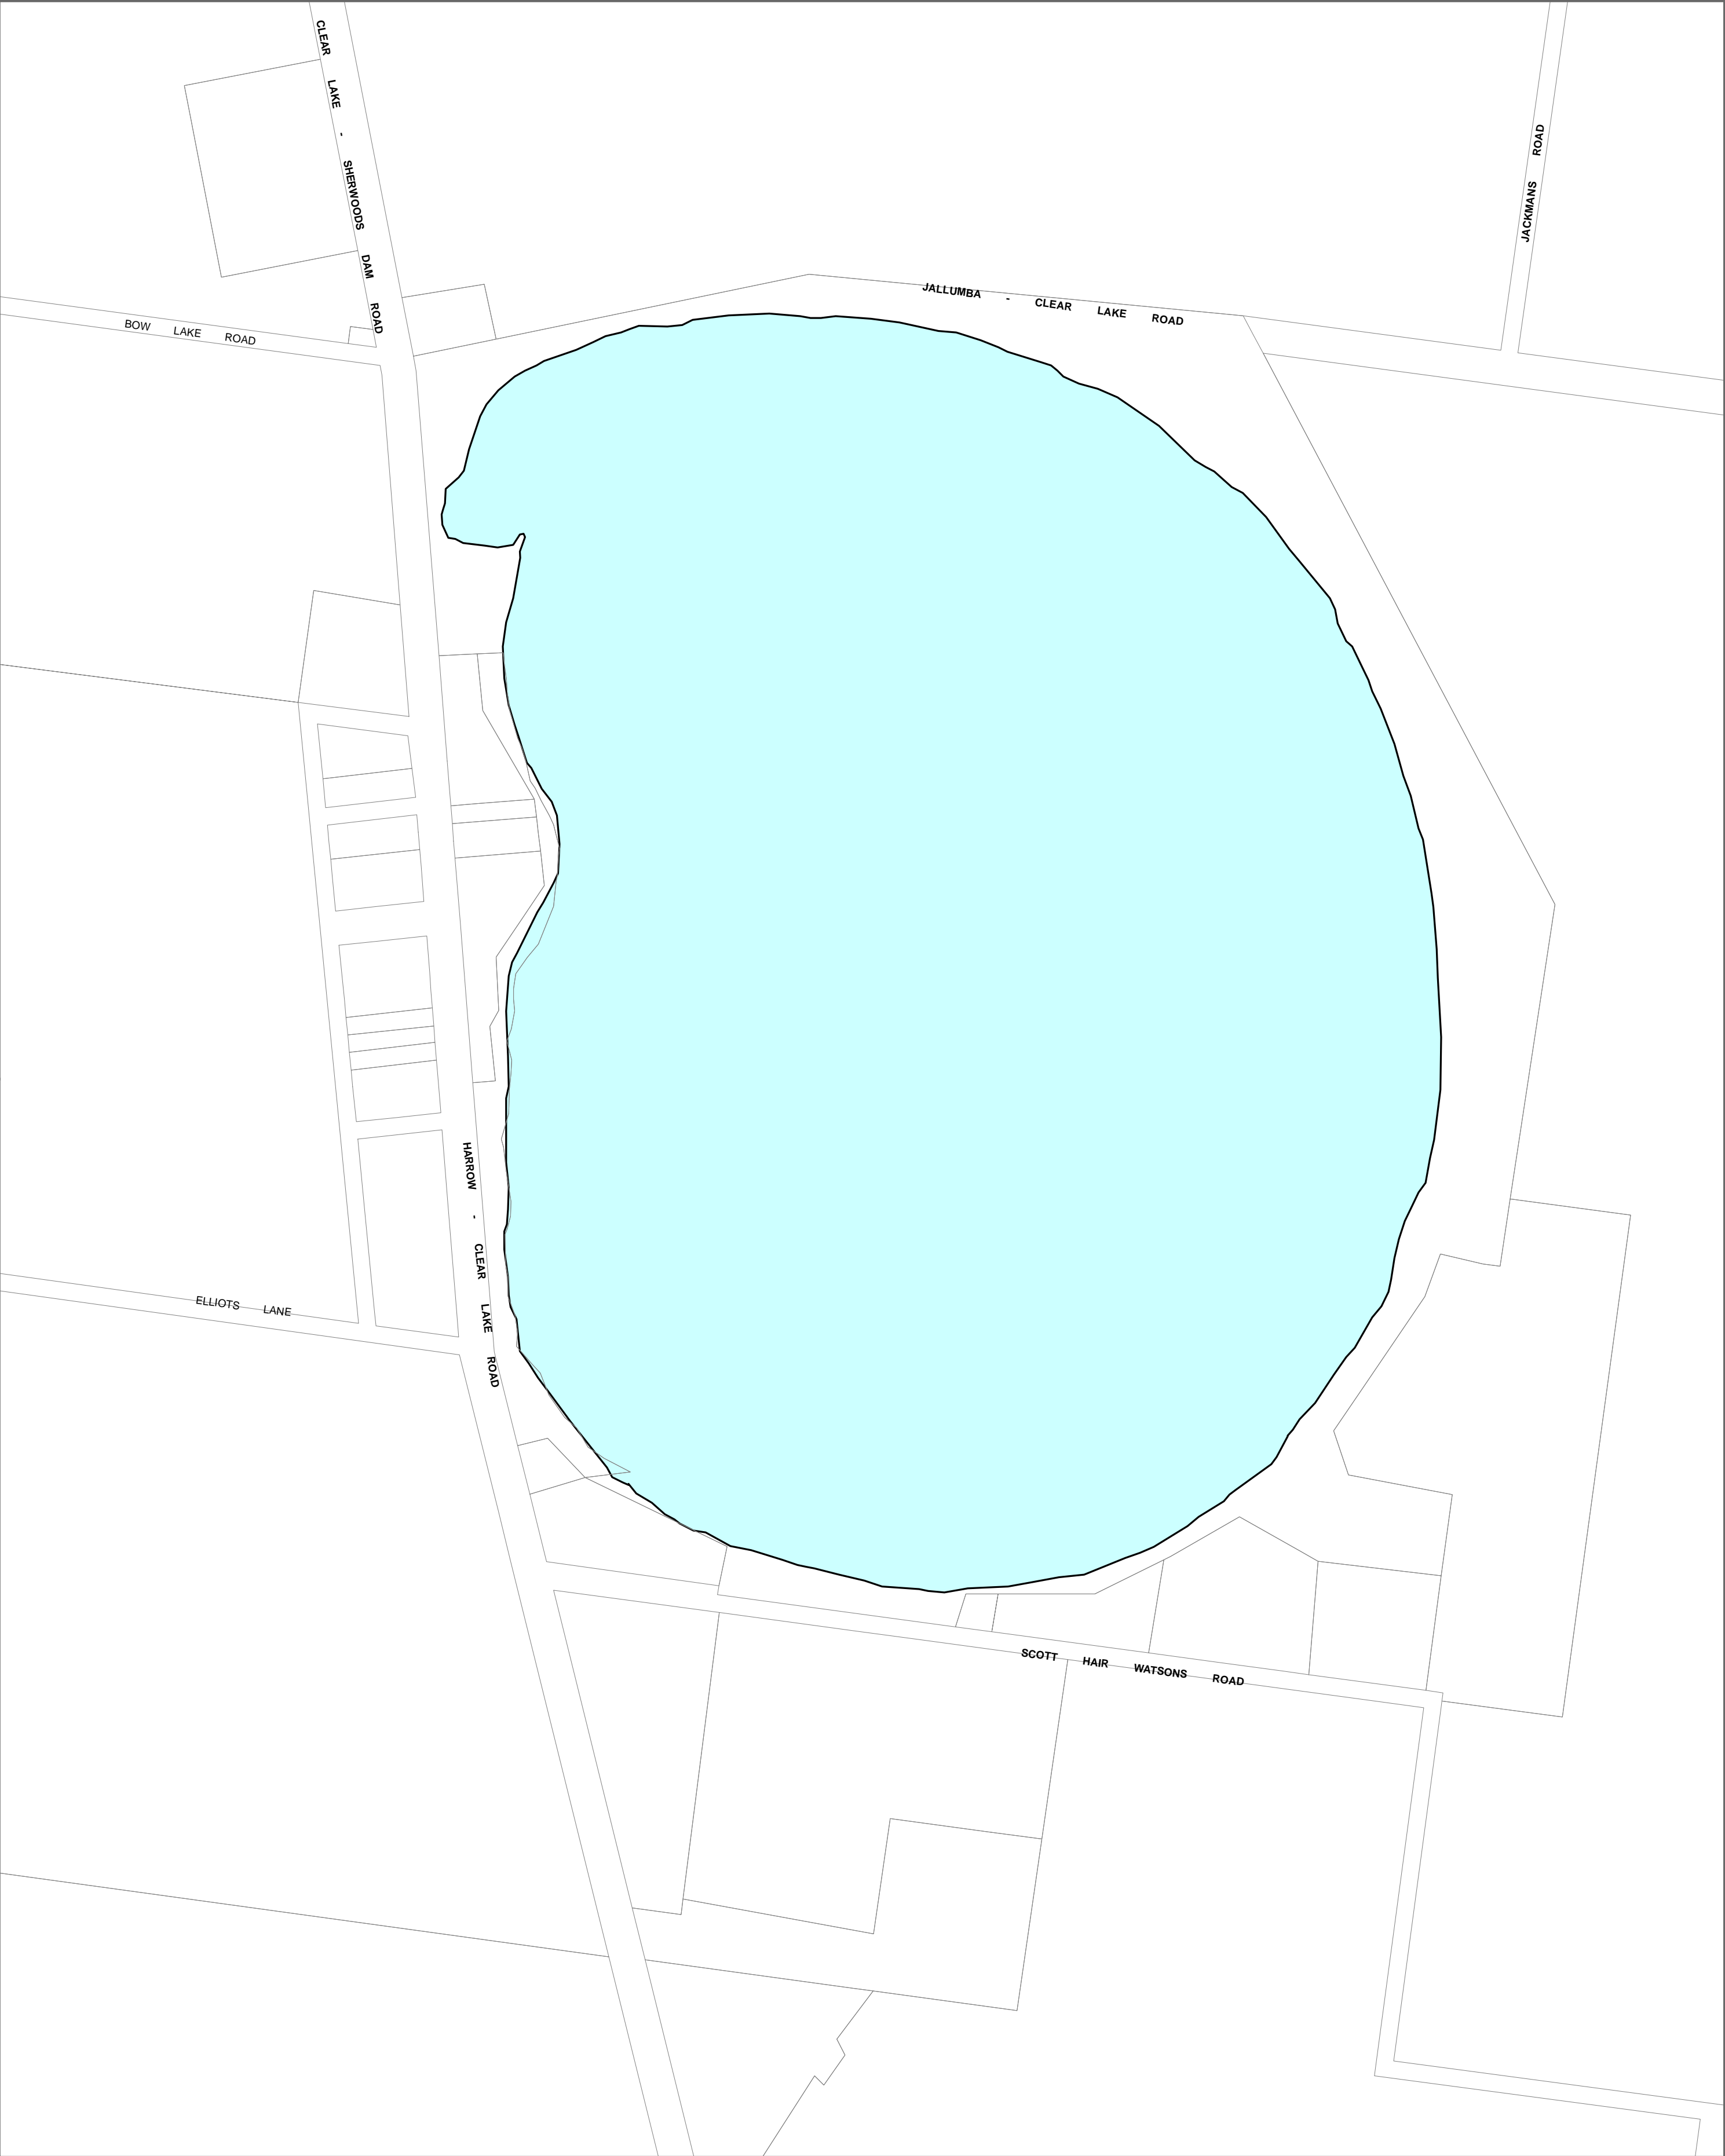 CLEAR LAKE - SHERWOODS DAM ROAD
JACKMANS ROAD
JALLUMBA - CLEAR LAKE ROAD
BOW LAKE ROAD
HARROW - CLEAR LAKE ROAD
ELLIOTS LANE
SCOTT HAIR WATSONS ROAD